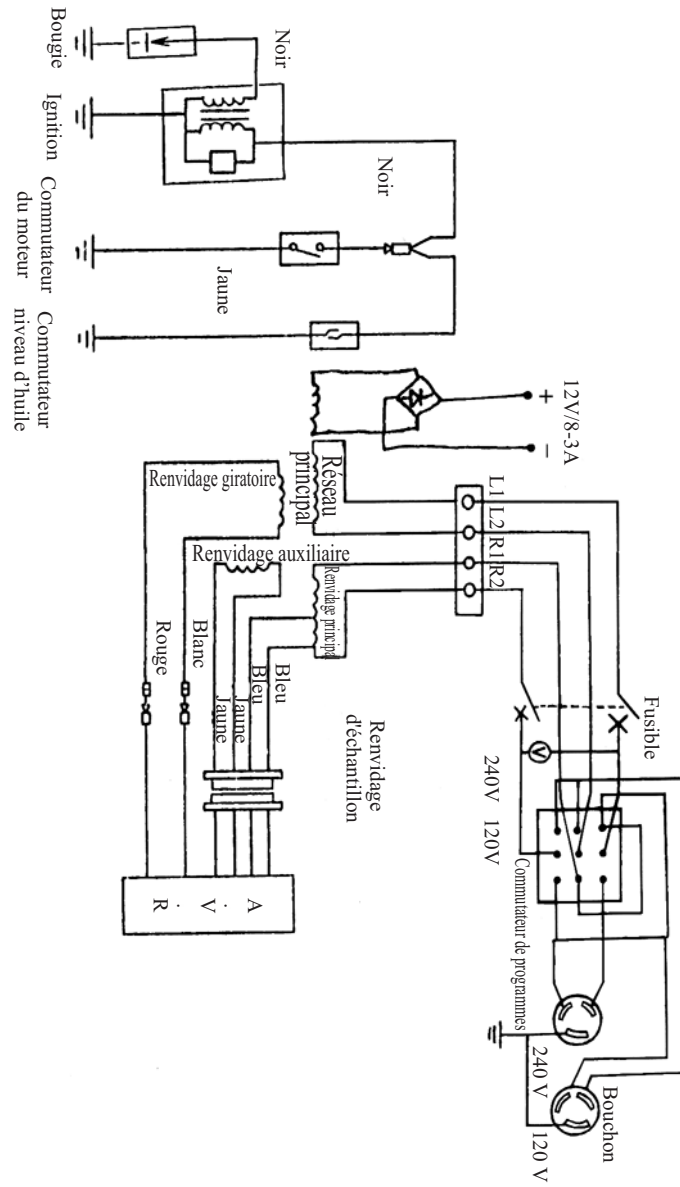 Bougie
Ignition
Commutateur
du moteur
Commutateur
niveau d'huile
Noir
Noir
Jaune
12V/8-3A
+
−
Renvidage giratoire
Réseau
principal
Renvidage auxiliaire
Renvidage principal
L1 L2 R1 R2
Rouge
Blanc
Jaune
Jaune
Bleu
Bleu
Renvidage
d'échantillon
R . V . A
Fusible
V
240V 120V
Commutateur de programmes
240 V
Bouchon
120 V